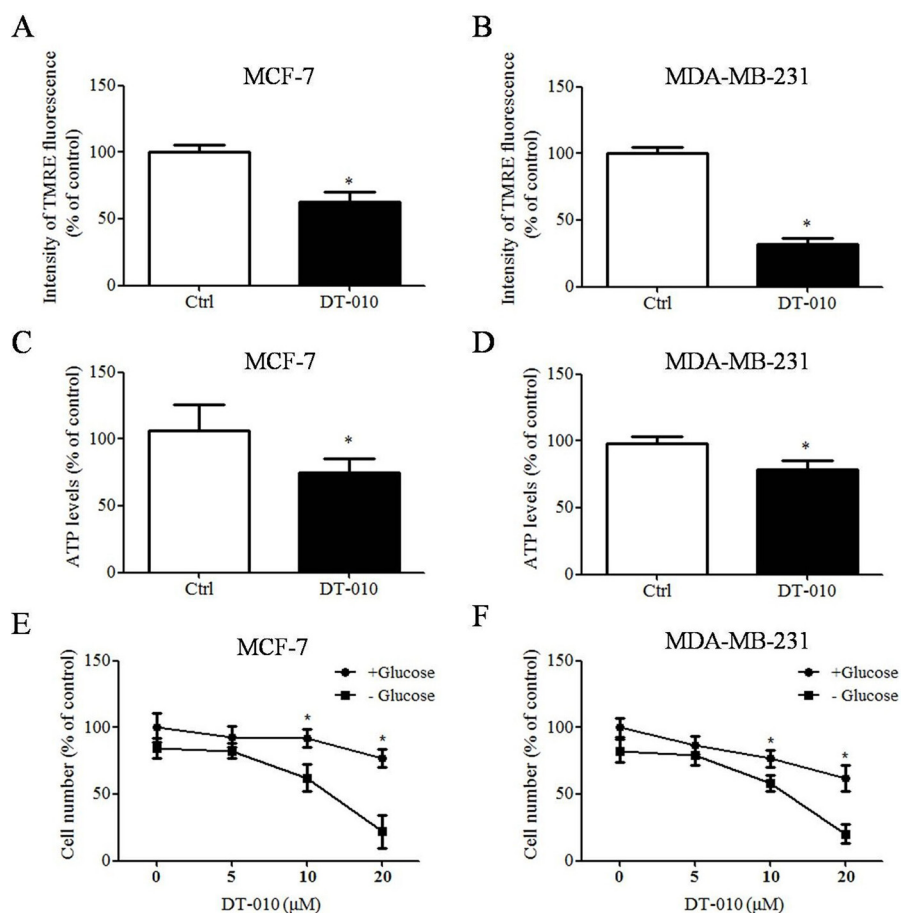 A
MCF-7
Intensity of TMRE fluorescence
(% of control)
150
100
50
0
*
Ctrl
DT-010
B
MDA-MB-231
Intensity of TMRE fluorescence
(% of control)
150
100
50
0
*
Ctrl
DT-010
C
MCF-7
ATP levels (% of control)
150
100
50
0
*
Ctrl
DT-010
D
MDA-MB-231
ATP levels (% of control)
150
100
50
0
*
Ctrl
DT-010
E
MCF-7
Cell number (% of control)
150
100
50
0
+Glucose
- Glucose
*
*
0 5 10 20
DT-010 (μM)
F
MDA-MB-231
Cell number (% of control)
150
100
50
0
+Glucose
- Glucose
*
*
0 5 10 20
DT-010 (μM)